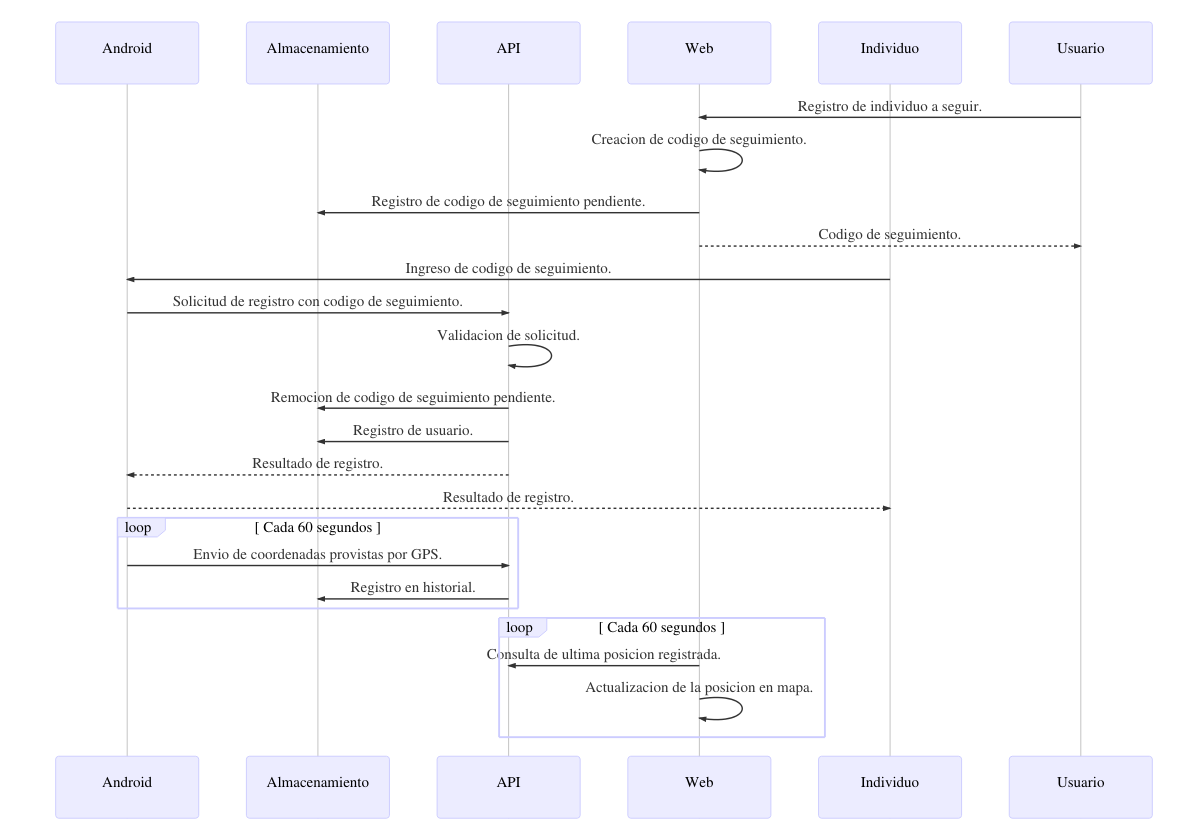 Android
Almacenamiento
API
Web
Individuo
Usuario
Registro de individuo a seguir.
Creacion de codigo de seguimiento.
Registro de codigo de seguimiento pendiente.
Codigo de seguimiento.
Ingreso de codigo de seguimiento.
Solicitud de registro con codigo de seguimiento.
Validacion de solicitud.
Remocion de codigo de seguimiento pendiente.
Registro de usuario.
Resultado de registro.
Resultado de registro.
loop
[ Cada 60 segundos ]
Envio de coordenadas provistas por GPS.
Registro en historial.
loop
[ Cada 60 segundos ]
Consulta de ultima posicion registrada.
Actualizacion de la posicion en mapa.
Android
Almacenamiento
API
Web
Individuo
Usuario